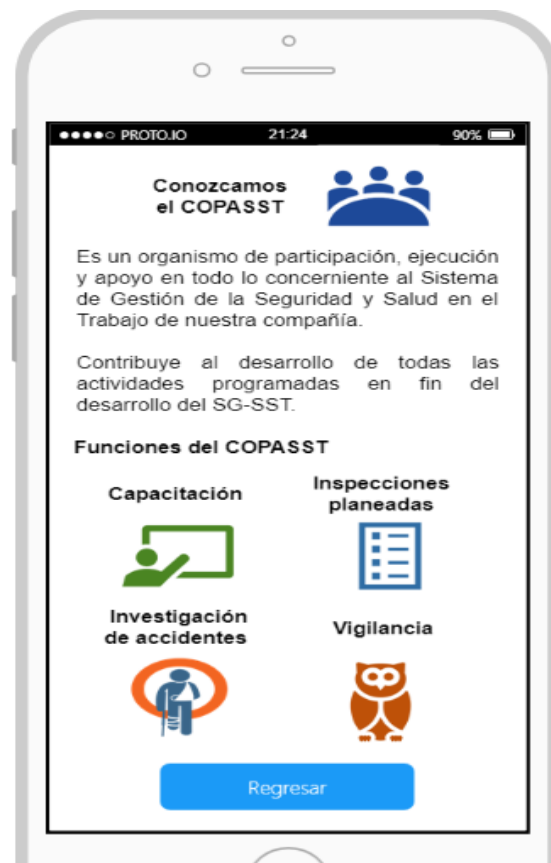 ●●●●○ PROTO.IO 21:24 90%
Conozcamos
el COPASST
Es un organismo de participación, ejecución
y apoyo en todo lo concerniente al Sistema
de Gestión de la Seguridad y Salud en el
Trabajo de nuestra compañía.
Contribuye al desarrollo de todas las
actividades programadas en fin del
desarrollo del SG-SST.
Funciones del COPASST
Capacitación
Inspecciones
planeadas
Investigación
de accidentes
Vigilancia
Regresar